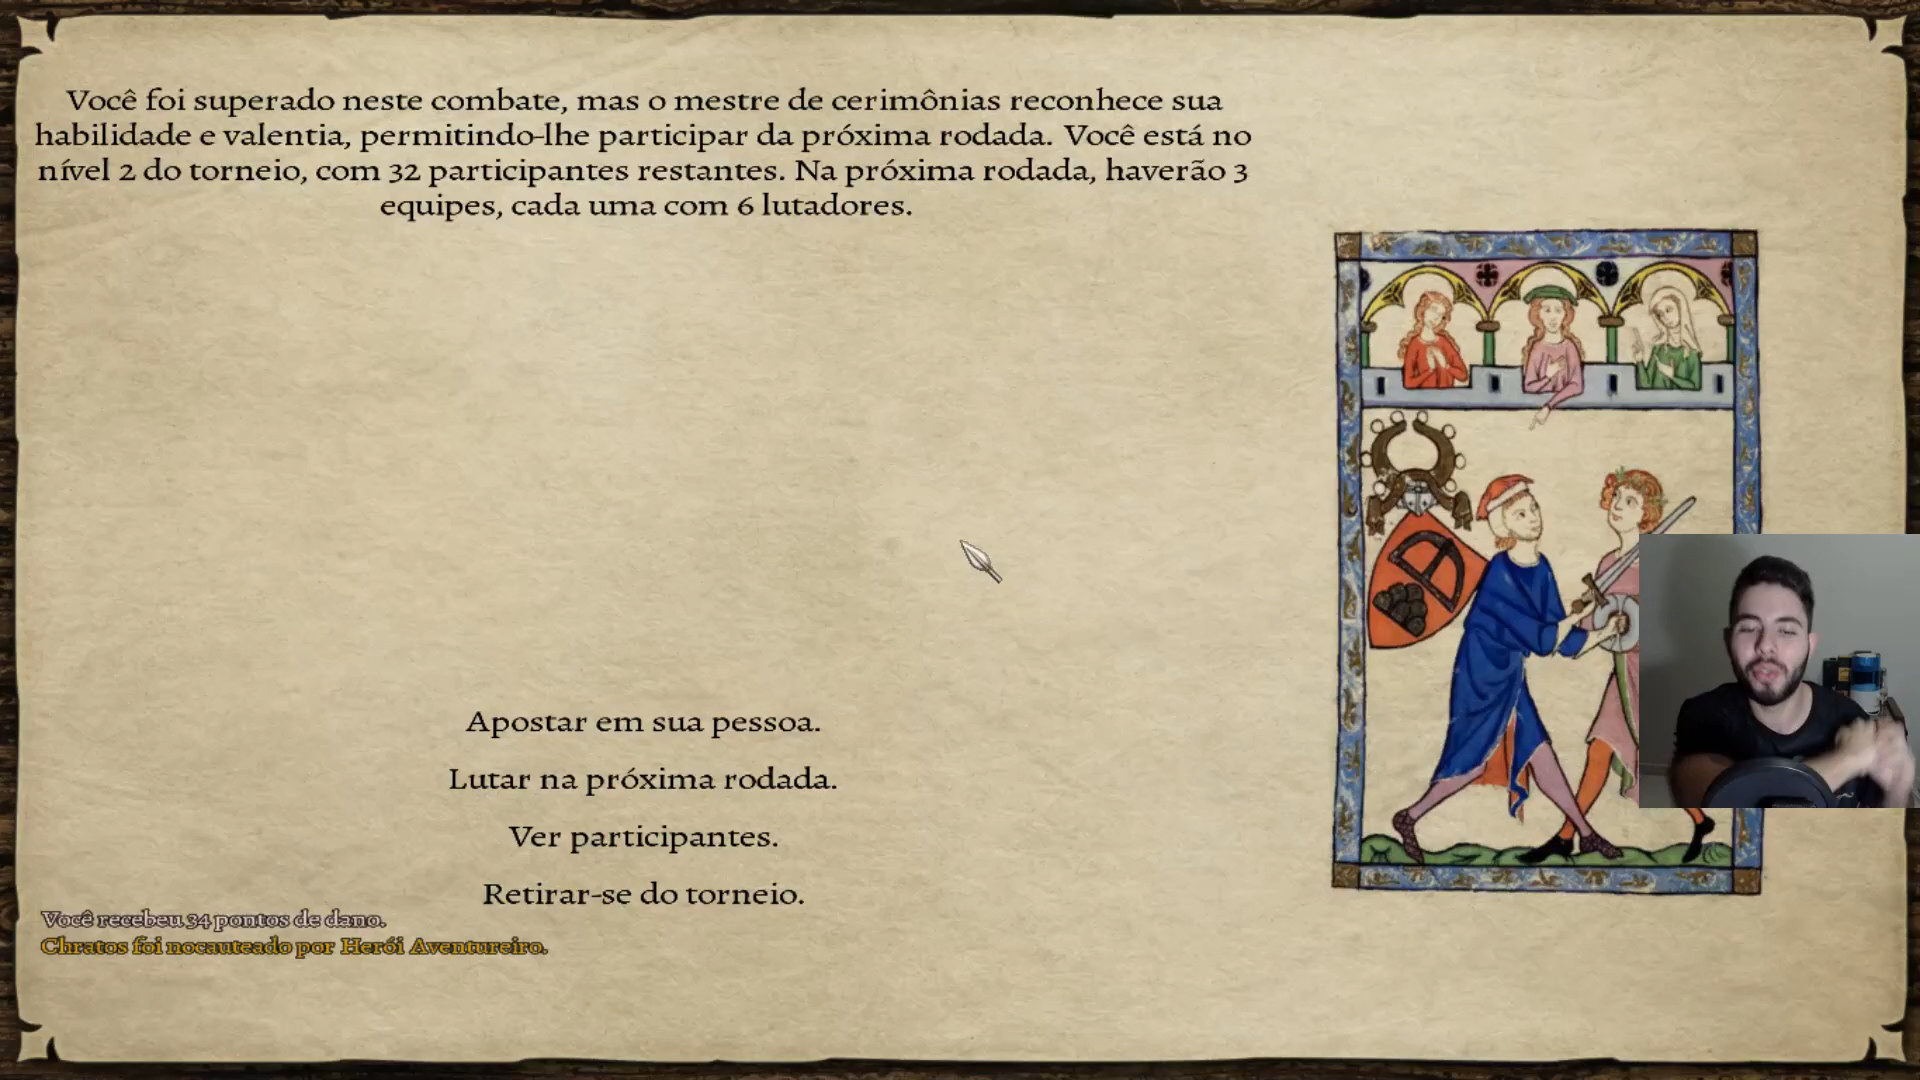 Você foi superado neste combate, mas o mestre de cerimônias reconhece sua
habilidade e valentia, permitindo-lhe participar da próxima rodada. Você está no
nível 2 do torneio, com 32 participantes restantes. Na próxima rodada, haverão 3
equipes, cada uma com 6 lutadores.
Apostar em sua pessoa.
Lutar na próxima rodada.
Ver participantes.
Retirar-se do torneio.
Você recebeu 34 pontos de dano.
Chratos foi nocauteado por Herói Aventureiro.